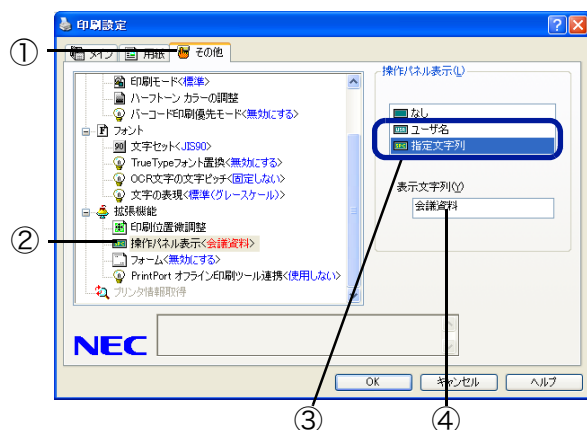 印刷設定
①
メイン 用紙 その他
印刷モード<標準>
ハーフトーン カラーの調整
バーコード印刷優先モード<無効にする>
フォント
文字セット<JIS90>
TrueTypeフォント置換<無効にする>
OCR文字の文字ピッチ<固定しない>
文字の表現<標準(グレースケール)>
拡張機能
印刷位置微調整
②
操作パネル表示<会議資料>
フォーム<無効にする>
PrintPort オフライン印刷ツール連携<使用しない>
プリンタ情報取得
操作パネル表示(L)
なし
ユーザ名
指定文字列
表示文字列(Y)
会議資料
NEC
OK キャンセル ヘルプ
③ ④